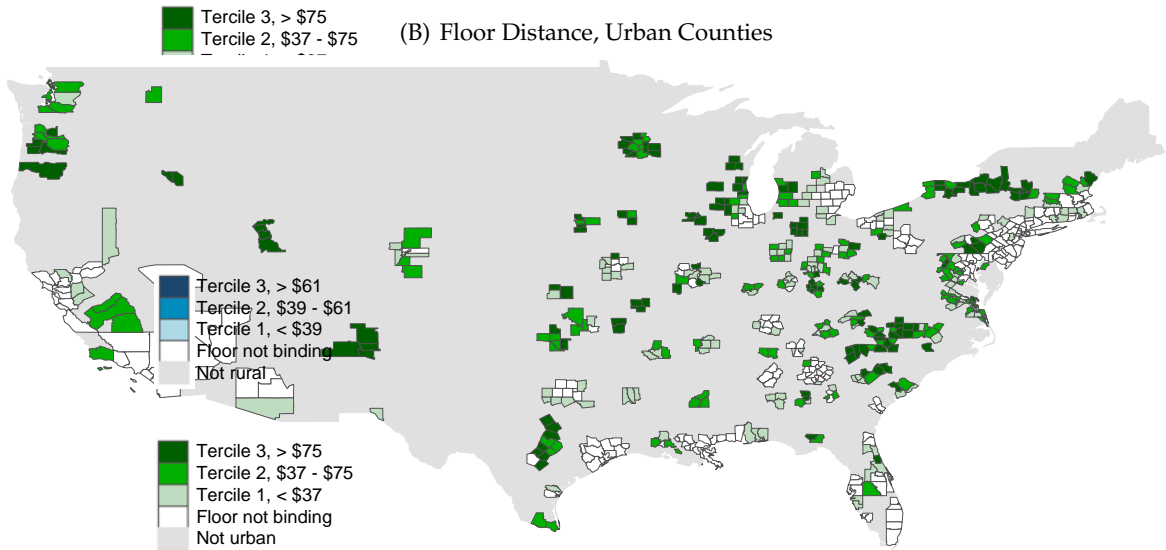 Tercile 3, > $75
Tercile 2, $37 - $75
(B) Floor Distance, Urban Counties
Tercile 3, > $61
Tercile 2, $39 - $61
Tercile 1, < $39
Floor not binding
Not rural
Tercile 3, > $75
Tercile 2, $37 - $75
Tercile 1, < $37
Floor not binding
Not urban